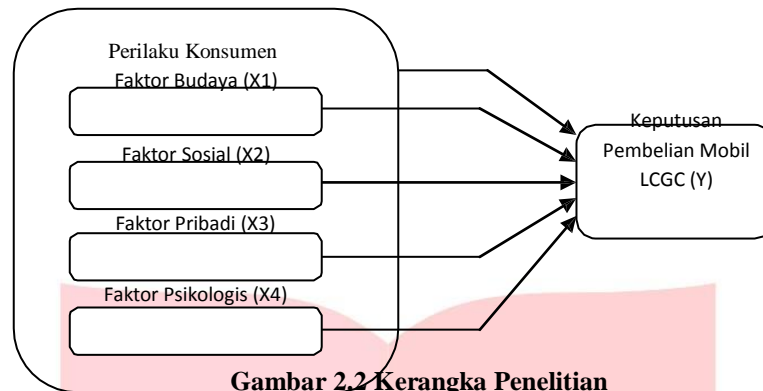 Perilaku Konsumen
Faktor Budaya (X1)
Faktor Sosial (X2)
Faktor Pribadi (X3)
Faktor Psikologis (X4)
Keputusan
Pembelian Mobil
LCGC (Y)
Gambar 2.2 Kerangka Penelitian